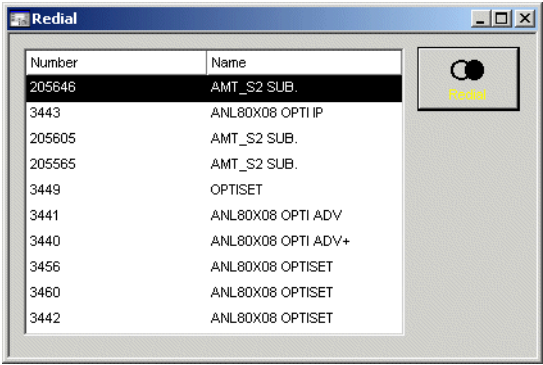 Redial
Number Name
205646 AMT_S2 SUB.
3443 ANL80X08 OPTI IP
205605 AMT_S2 SUB.
205565 AMT_S2 SUB.
3449 OPTISET
3441 ANL80X08 OPTI ADV
3440 ANL80X08 OPTI ADV+
3456 ANL80X08 OPTISET
3460 ANL80X08 OPTISET
3442 ANL80X08 OPTISET
Redial